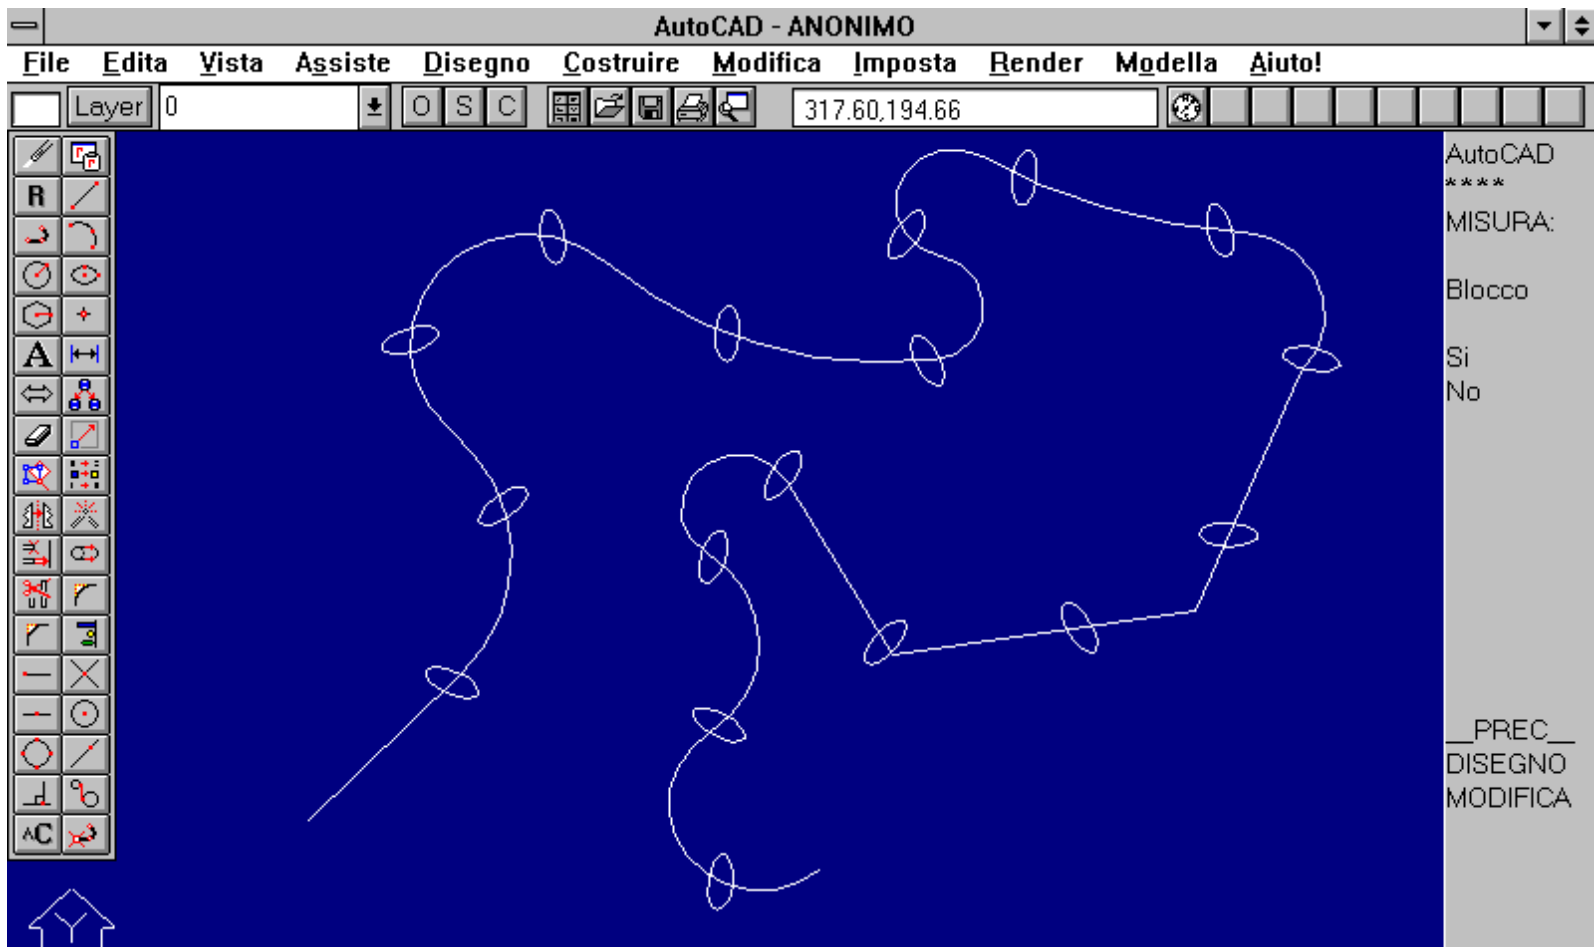 AutoCAD - ANONIMO
File Edita Vista Assiste Disegno Costruire Modifica Imposta Render Modella Aiuto!
Layer 0 O S C 317.60,194.66
AutoCAD
* * * *
MISURA:
Blocco
Si
No
__PREC__
DISEGNO
MODIFICA
R
A
^C
Y